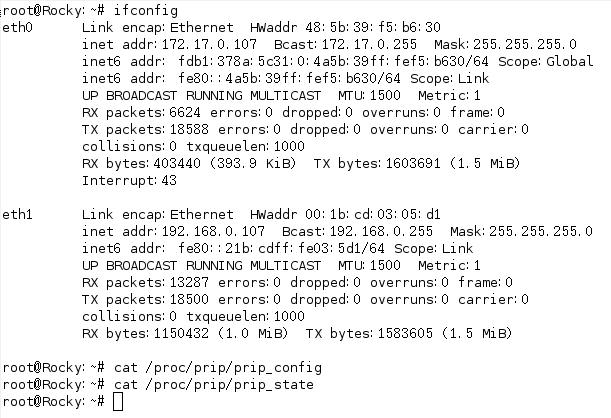 root@Rocky:~# ifconfig
eth0      Link encap:Ethernet  HWaddr 48:5b:39:f5:b6:30
          inet addr:172.17.0.107  Bcast:172.17.0.255  Mask:255.255.255.0
          inet6 addr: fdb1:378a:5c31:0:4a5b:39ff:fef5:b630/64 Scope:Global
          inet6 addr: fe80::4a5b:39ff:fef5:b630/64 Scope:Link
          UP BROADCAST RUNNING MULTICAST  MTU:1500  Metric:1
          RX packets:6624 errors:0 dropped:0 overruns:0 frame:0
          TX packets:18588 errors:0 dropped:0 overruns:0 carrier:0
          collisions:0 txqueuelen:1000
          RX bytes:403440 (393.9 KiB)  TX bytes:1603691 (1.5 MiB)
          Interrupt:43
eth1      Link encap:Ethernet  HWaddr 00:1b:cd:03:05:d1
          inet addr:192.168.0.107  Bcast:192.168.0.255  Mask:255.255.255.0
          inet6 addr: fe80::21b:cdff:fe03:5d1/64 Scope:Link
          UP BROADCAST RUNNING MULTICAST  MTU:1500  Metric:1
          RX packets:13287 errors:0 dropped:0 overruns:0 frame:0
          TX packets:18500 errors:0 dropped:0 overruns:0 carrier:0
          collisions:0 txqueuelen:1000
          RX bytes:1150432 (1.0 MiB)  TX bytes:1583605 (1.5 MiB)
root@Rocky:~# cat /proc/prip/prip_config
root@Rocky:~# cat /proc/prip/prip_state
root@Rocky:~#